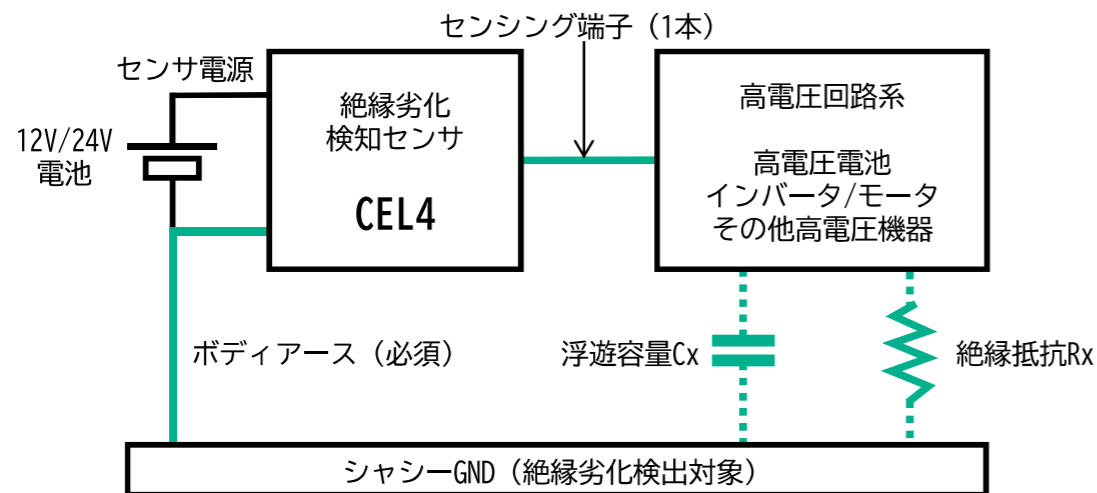 センシング端子（1本）
センサ電源
12V/24V
電池
絶縁劣化
検知センサ
CEL4
高電圧回路系
高電圧電池
インバータ/モータ
その他高電圧機器
ボディアース（必須）
浮遊容量Cx
絶縁抵抗Rx
シャシーGND（絶縁劣化検出対象）